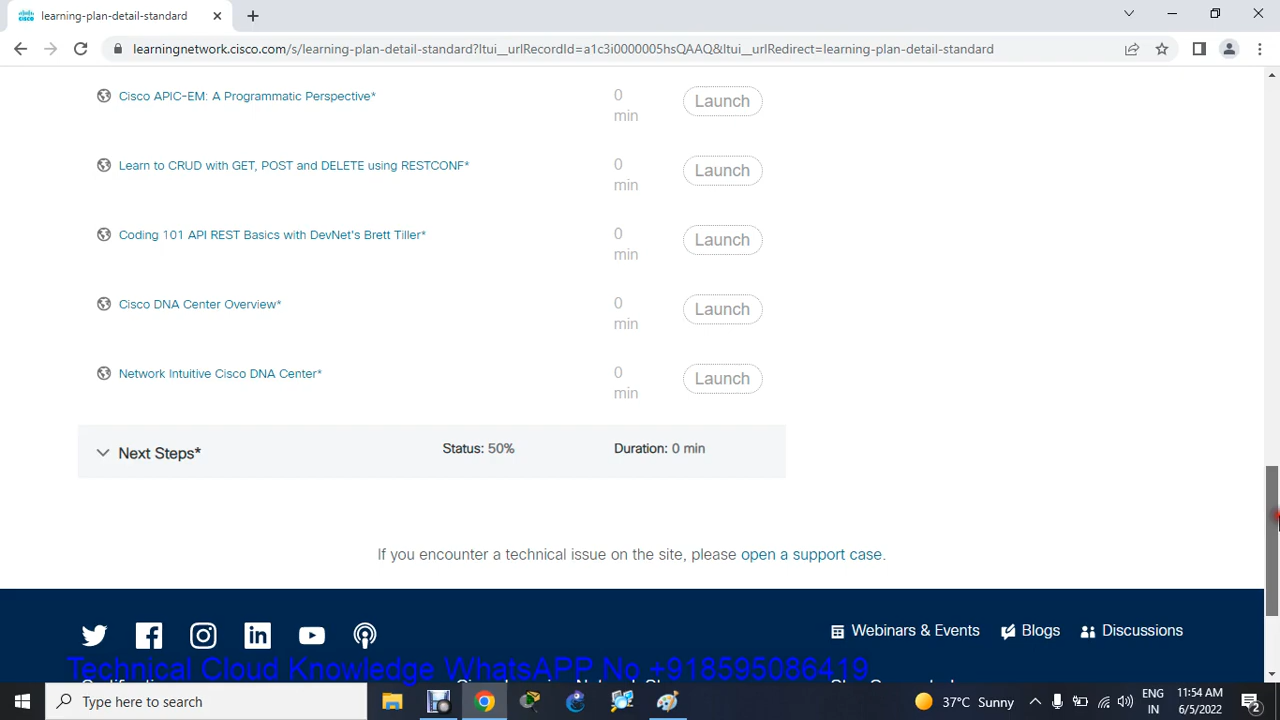 learning-plan-detail-standard
learningnetwork.cisco.com/s/learning-plan-detail-standard?ltui__urlRecordId=a1c3i0000005hsQAAQ&ltui__urlRedirect=learning-plan-detail-standard
Cisco APIC-EM: A Programmatic Perspective* 0 min Launch
Learn to CRUD with GET, POST and DELETE using RESTCONF* 0 min Launch
Coding 101 API REST Basics with DevNet's Brett Tiller* 0 min Launch
Cisco DNA Center Overview* 0 min Launch
Network Intuitive Cisco DNA Center* 0 min Launch
Next Steps* Status: 50% Duration: 0 min
If you encounter a technical issue on the site, please open a support case.
Webinars & Events Blogs Discussions
Technical Cloud Knowledge WhatsAPP No +918595086419
Type here to search
37°C Sunny
ENG
IN
11:54 AM
6/5/2022
2